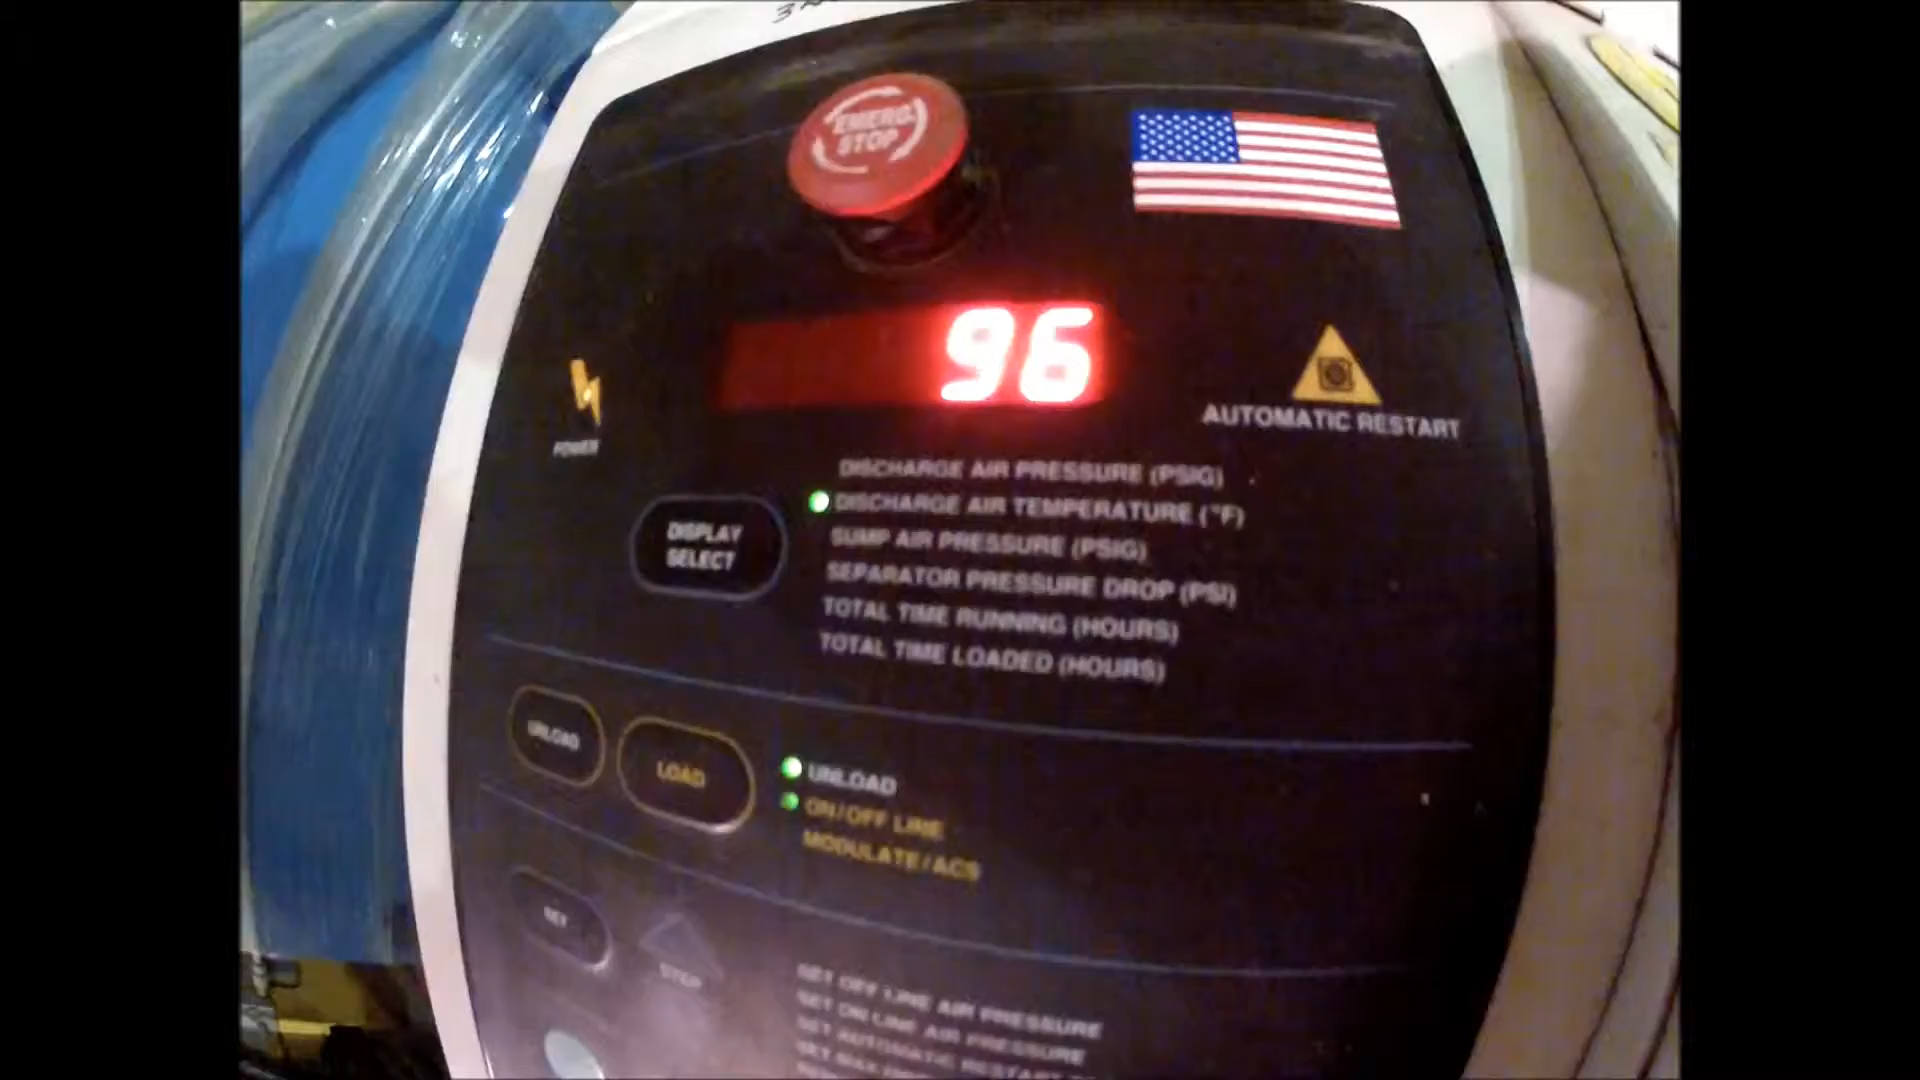 EMERG.
STOP
96
POWER
AUTOMATIC RESTART
DISCHARGE AIR PRESSURE (PSIG)
DISCHARGE AIR TEMPERATURE (°F)
SUMP AIR PRESSURE (PSIG)
SEPARATOR PRESSURE DROP (PSI)
TOTAL TIME RUNNING (HOURS)
TOTAL TIME LOADED (HOURS)
DISPLAY
SELECT
UNLOAD
LOAD
UNLOAD
ON/OFF LINE
MODULATE/ACS
SET
STEP
SET OFF LINE AIR PRESSURE
SET ON LINE AIR PRESSURE
SET AUTOMATIC RESTART